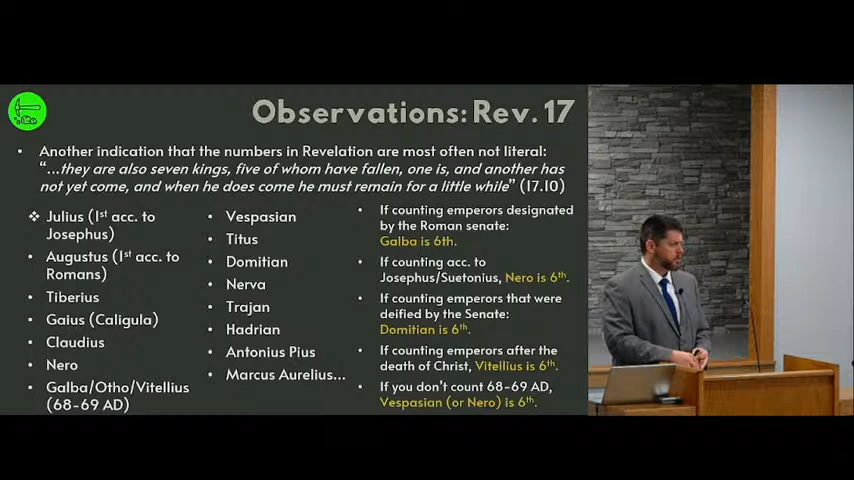 Observations: Rev. 17
• Another indication that the numbers in Revelation are most often not literal:
“…they are also seven kings, five of whom have fallen, one is, and another has
not yet come, and when he does come he must remain for a little while” (17.10)
❖ Julius (1st acc. to
Josephus)
• Augustus (1st acc. to
Romans)
• Tiberius
• Gaius (Caligula)
• Claudius
• Nero
• Galba/Otho/Vitellius
(68-69 AD)
• Vespasian
• Titus
• Domitian
• Nerva
• Trajan
• Hadrian
• Antonius Pius
• Marcus Aurelius…
• If counting emperors designated
by the Roman senate:
Galba is 6th.
• If counting acc. to
Josephus/Suetonius, Nero is 6th.
• If counting emperors that were
deified by the Senate:
Domitian is 6th.
• If counting emperors after the
death of Christ, Vitellius is 6th.
• If you don't count 68-69 AD,
Vespasian (or Nero) is 6th.